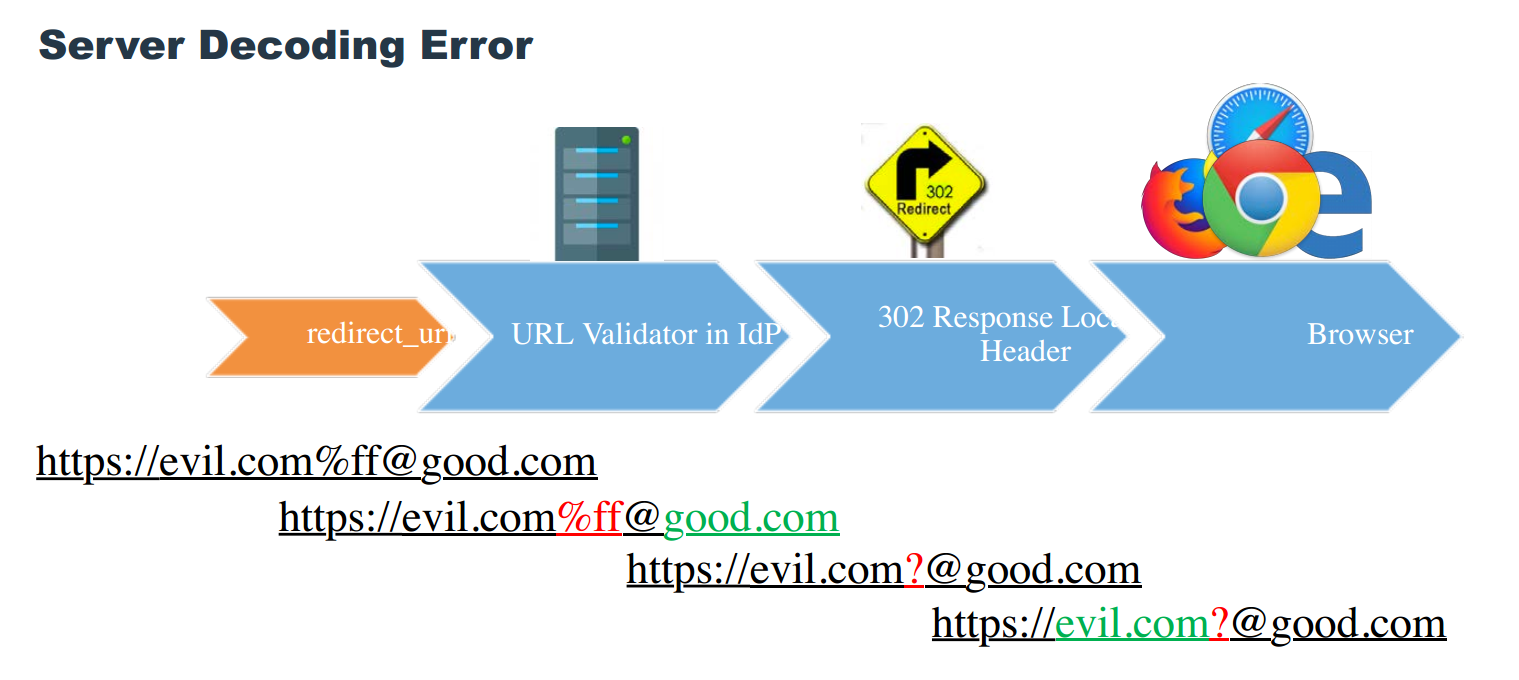 Server Decoding Error
302
Redirect
redirect_uri
URL Validator in IdP
302 Response Loca
Header
Browser
https://evil.com%ff@good.com
https://evil.com%ff@good.com
https://evil.com?@good.com
https://evil.com?@good.com